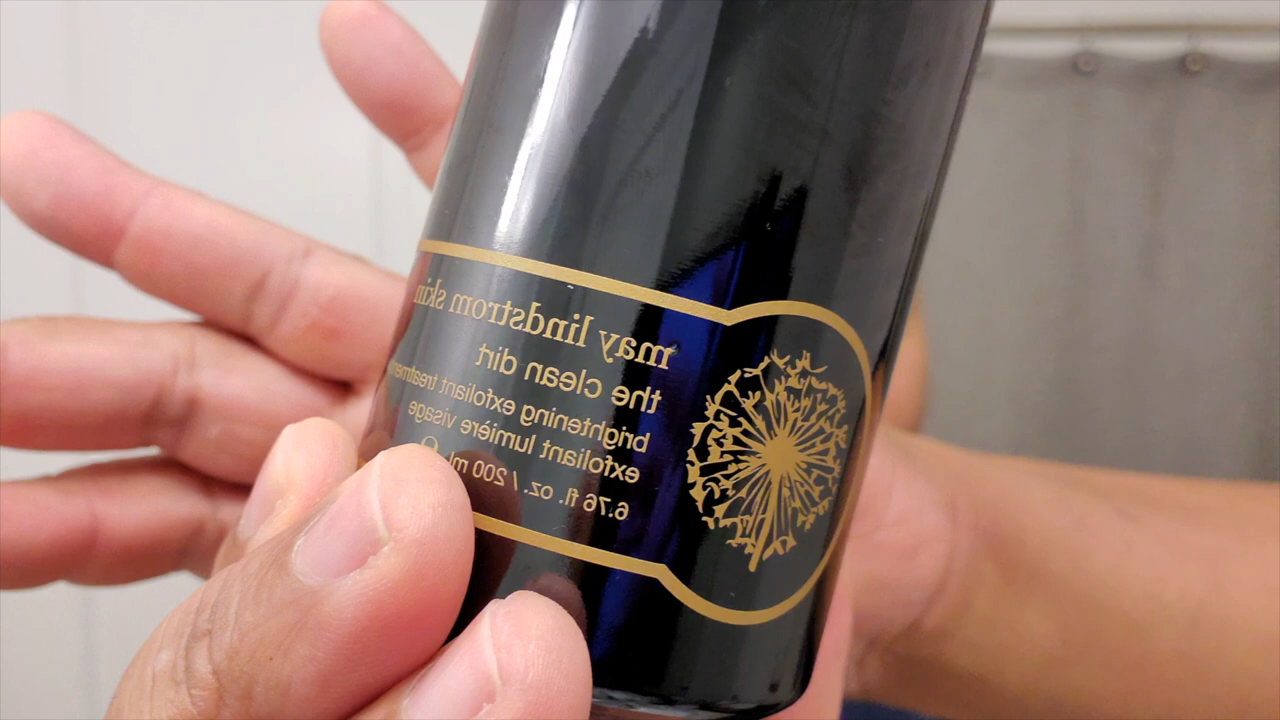 may lindstrom skin
the clean dirt
brightening exfoliant treatment
exfoliant lumière visage
6.76 fl. oz. / 200 ml